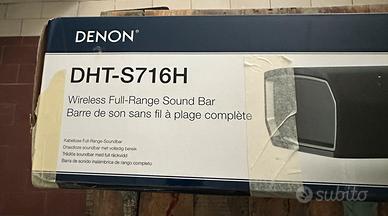 DENON®
DHT-S716H
Wireless Full-Range Sound Bar
Barre de son sans fil à plage complète
Kabellose Full-Range-Soundbar
Draadloze soundbar met volledig bereik
Trådlös soundbar med full räckvidd
Barra de sonido inalámbrica de rango completo
subito